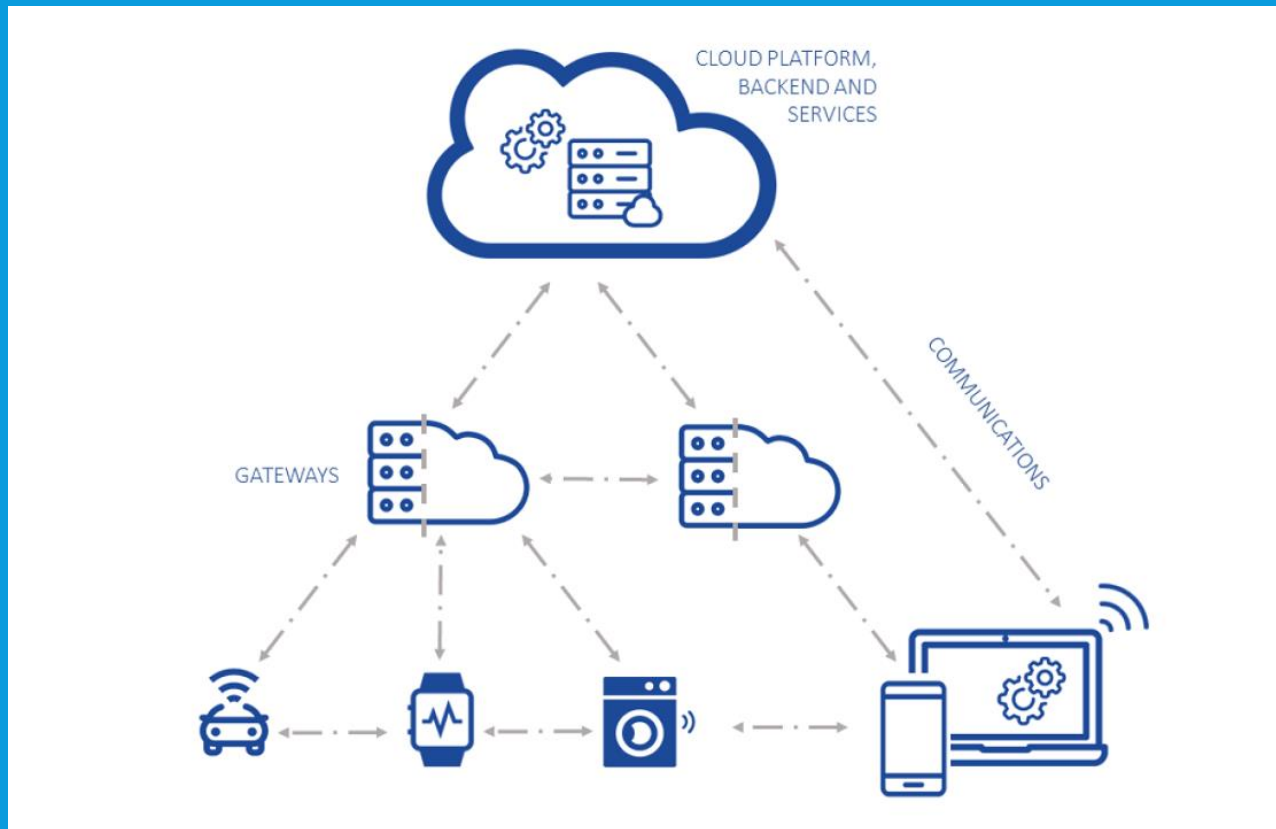 CLOUD PLATFORM,
BACKEND AND
SERVICES
COMMUNICATIONS
GATEWAYS